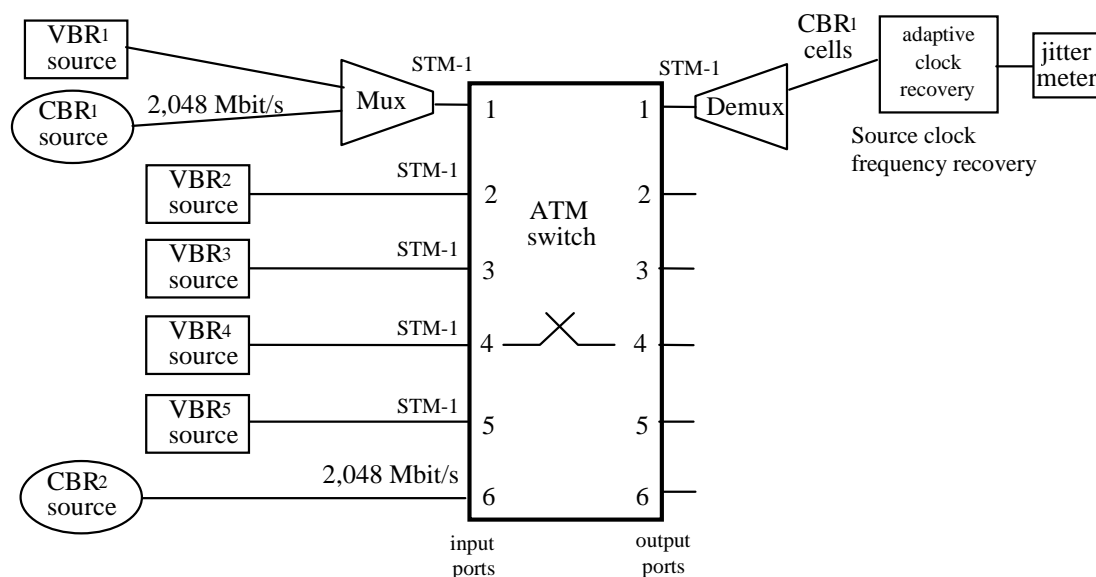 VBR1
source
CBR1
source
2,048 Mbit/s
Mux
STM-1
1
VBR2
source
STM-1
2
VBR3
source
STM-1
3
VBR4
source
STM-1
4
VBR5
source
STM-1
5
CBR2
source
2,048 Mbit/s
6
input
ports
ATM
switch
1
2
3
4
5
6
output
ports
STM-1
Demux
CBR1
cells
adaptive
clock
recovery
Source clock
frequency recovery
jitter
meter